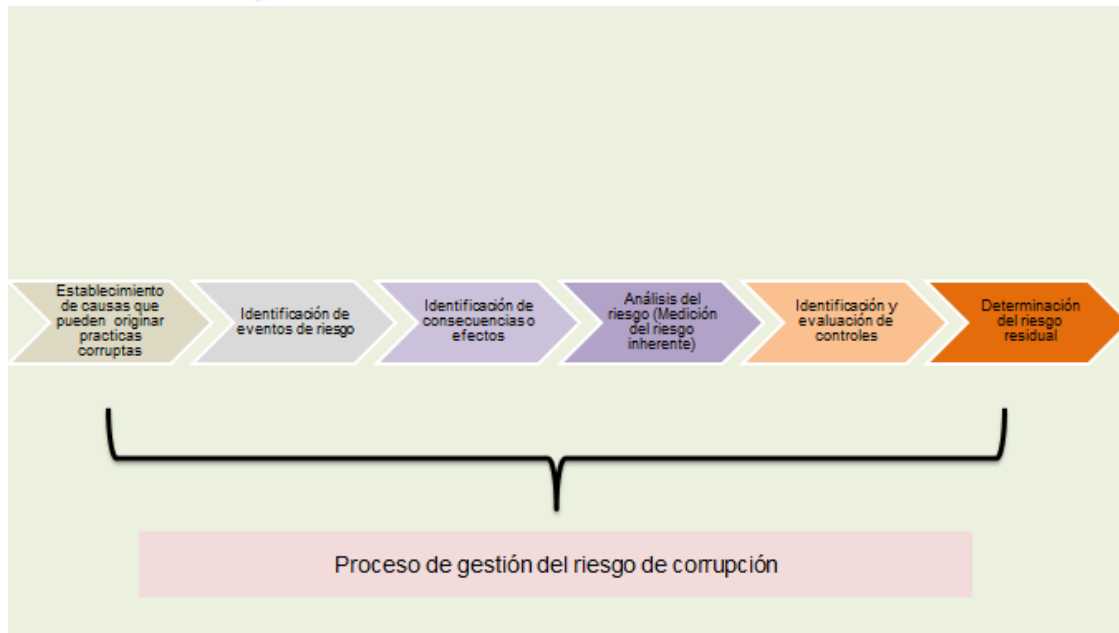 Establecimiento
de causas que
pueden originar
practicas
corruptas
Identificación de
eventos de riesgo
Identificación de
consecuencias o
efectos
Análisis del
riesgo (Medición
del riesgo
inherente)
Identificación y
evaluación de
controles
Determinación
del riesgo
residual
Proceso de gestión del riesgo de corrupción